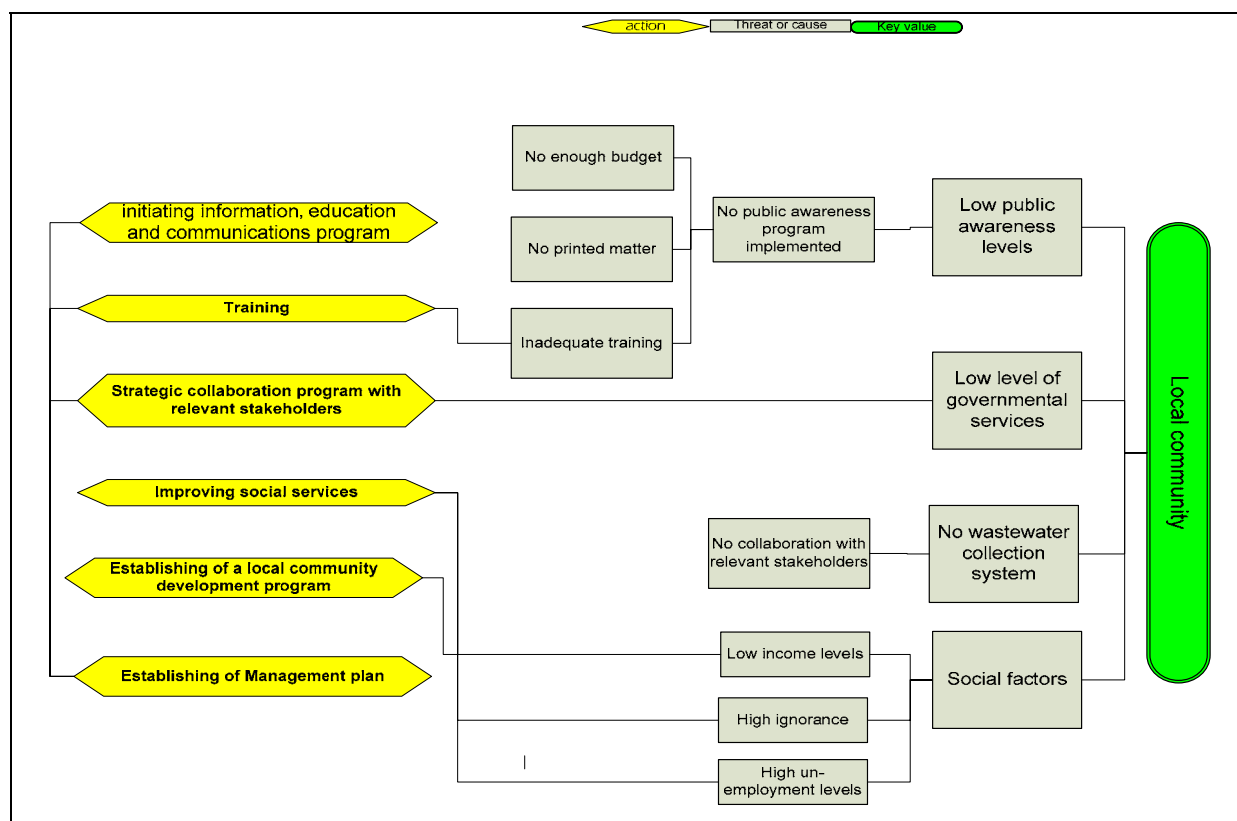 action
Threat or cause
Key value
No enough budget
initiating information, education
and communications program
No public awareness
program
implemented
Low public
awareness
levels
No printed matter
Training
Inadequate training
Strategic collaboration program with
relevant stakeholders
Low level of
governmental
services
Local community
Improving social services
No collaboration with
relevant stakeholders
No wastewater
collection
system
Establishing of a local community
development program
Low income levels
Social factors
Establishing of Management plan
High ignorance
High un-
employment levels